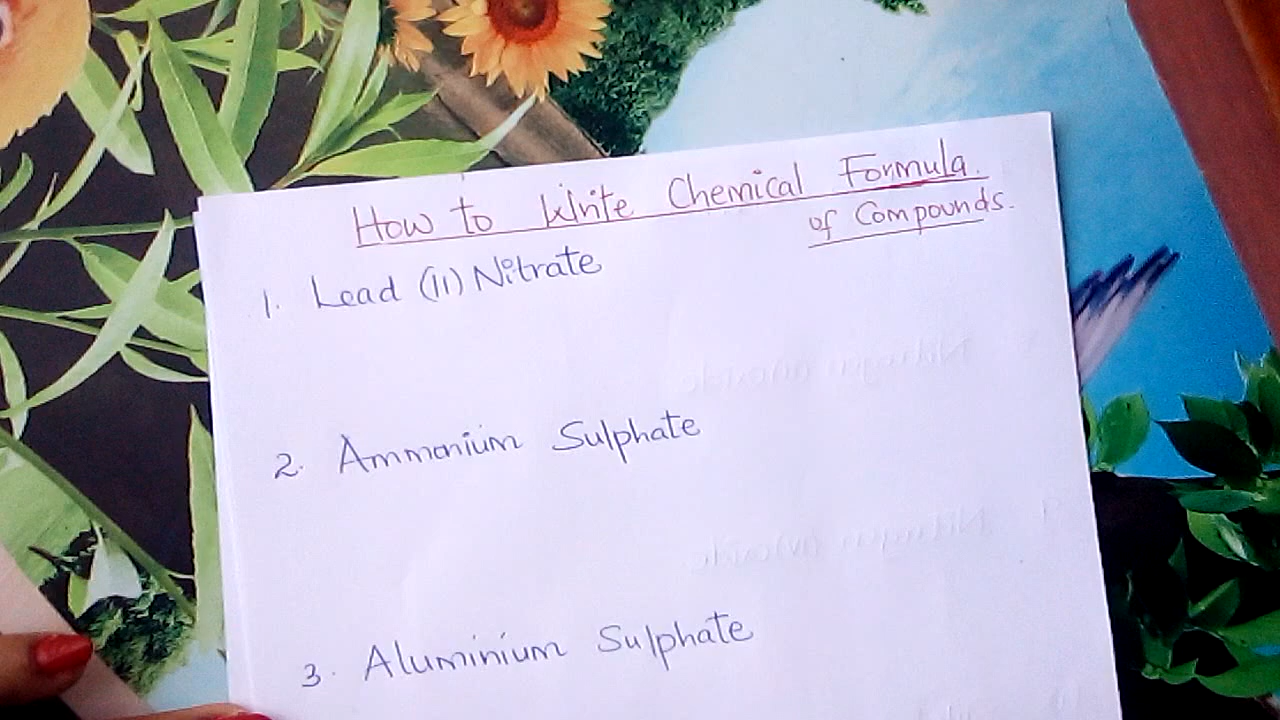 How to Write Chemical Formula.
of Compounds.
1. Lead (II) Nitrate
2. Ammonium Sulphate
3. Aluminium Sulphate